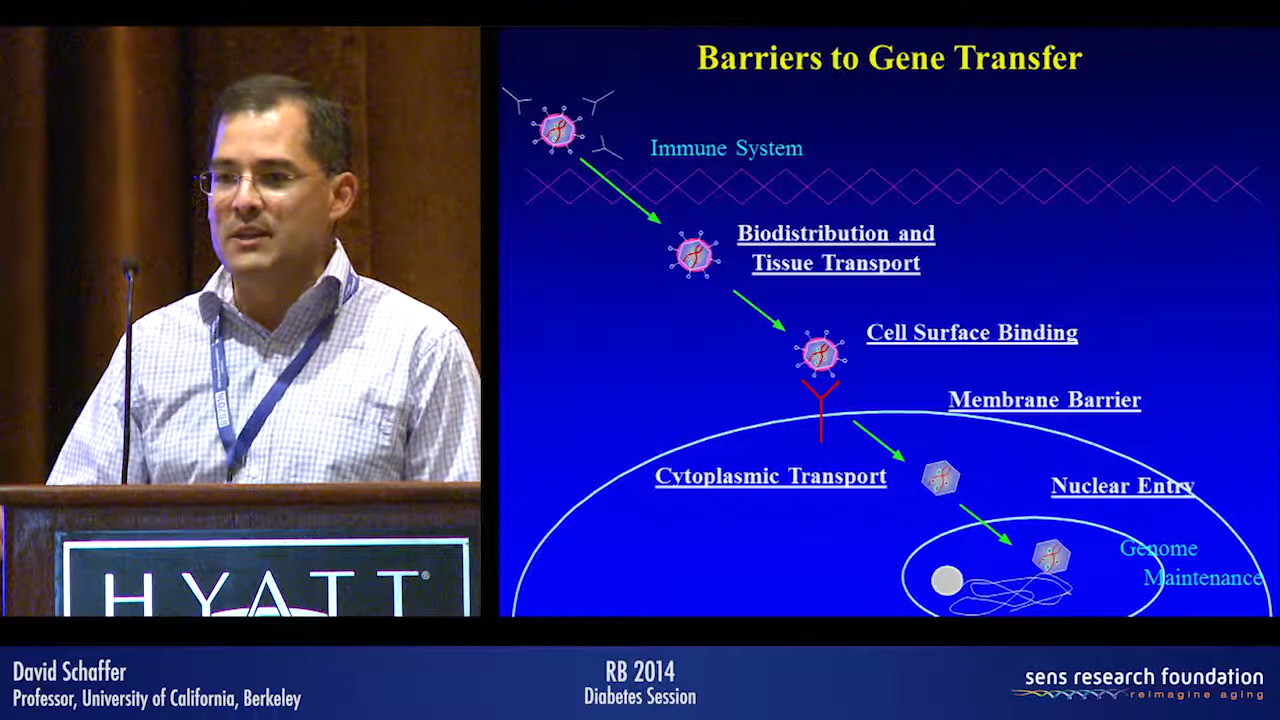 Barriers to Gene Transfer
Immune System
Biodistribution and
Tissue Transport
Cell Surface Binding
Membrane Barrier
Cytoplasmic Transport
Nuclear Entry
Genome
Maintenance
HYATT®
David Schaffer
Professor, University of California, Berkeley
RB 2014
Diabetes Session
sens research foundation
reimagine aging